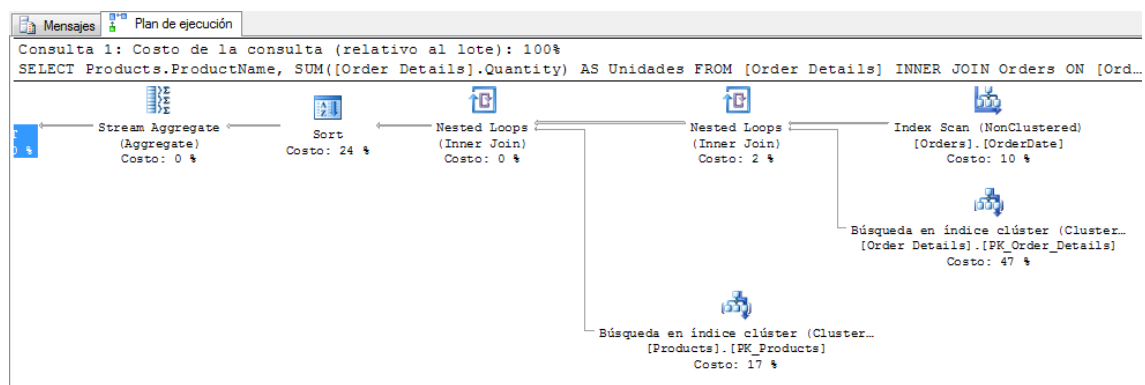 Mensajes Plan de ejecución
Consulta 1: Costo de la consulta (relativo al lote): 100%
SELECT Products.ProductName, SUM([Order Details].Quantity) AS Unidades FROM [Order Details] INNER JOIN Orders ON [Ord…
Stream Aggregate
(Aggregate)
Costo: 0 %
Sort
Costo: 24 %
Nested Loops
(Inner Join)
Costo: 0 %
Nested Loops
(Inner Join)
Costo: 2 %
Index Scan (NonClustered)
[Orders].[OrderDate]
Costo: 10 %
Búsqueda en índice clúster (Cluster…
[Order Details].[PK_Order_Details]
Costo: 47 %
Búsqueda en índice clúster (Cluster…
[Products].[PK_Products]
Costo: 17 %